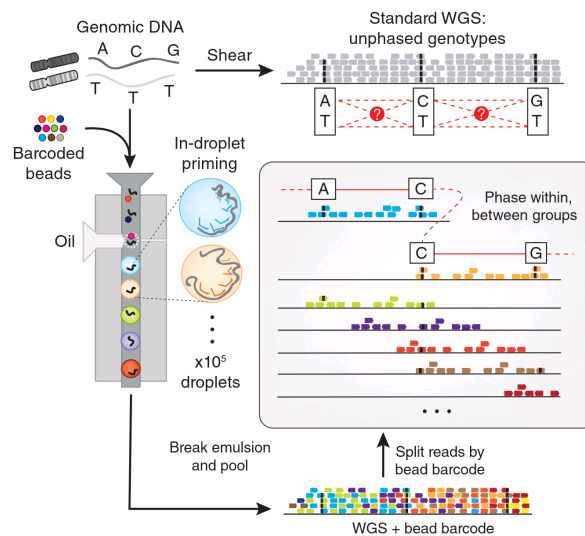 Genomic DNA
A C G
T T T
Shear
Standard WGS:
unphased genotypes
A
T
?
C
T
?
G
T
Barcoded
beads
In-droplet
priming
Oil
x10⁵
droplets
A C
Phase within,
between groups
C G
Break emulsion
and pool
Split reads by
bead barcode
WGS + bead barcode